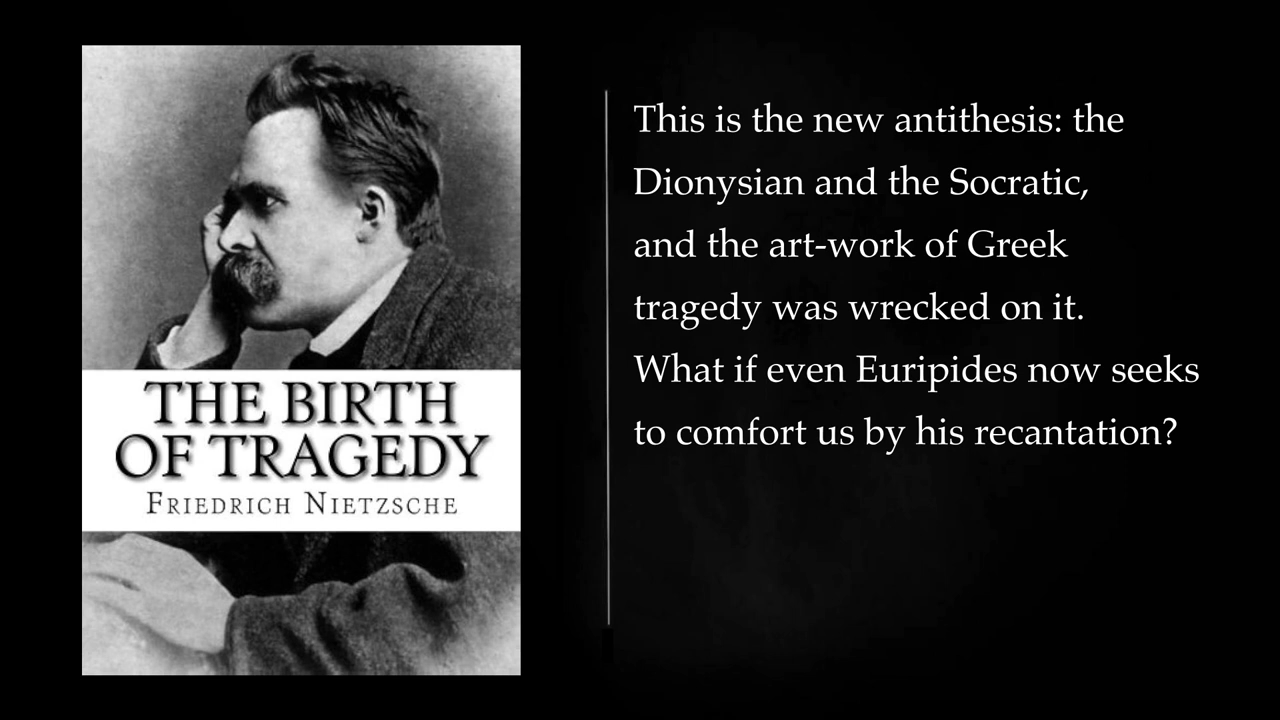 THE BIRTH
OF TRAGEDY
FRIEDRICH NIETZSCHE
This is the new antithesis: the
Dionysian and the Socratic,
and the art-work of Greek
tragedy was wrecked on it.
What if even Euripides now seeks
to comfort us by his recantation?